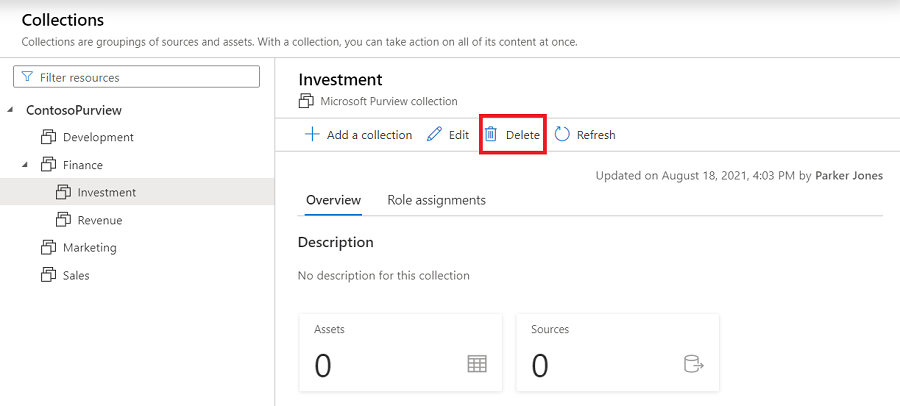 Collections
Collections are groupings of sources and assets. With a collection, you can take action on all of its content at once.
Filter resources
ContosoPurview
Development
Finance
Investment
Revenue
Marketing
Sales
Investment
Microsoft Purview collection
Add a collection Edit Delete Refresh
Updated on August 18, 2021, 4:03 PM by Parker Jones
Overview Role assignments
Description
No description for this collection
Assets Sources
0 0